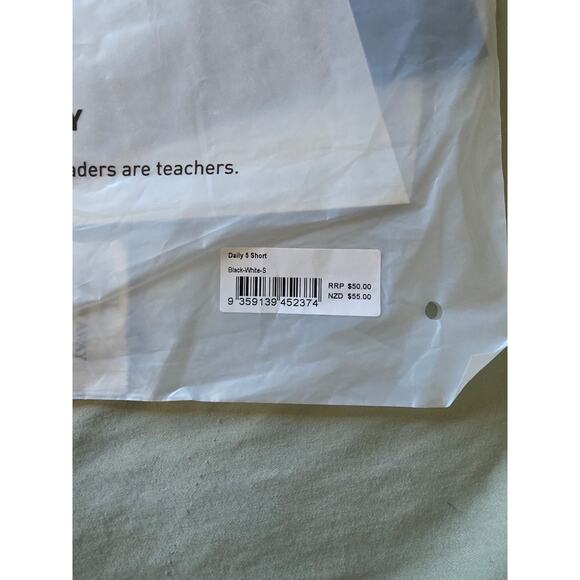 Y
aders are teachers.
Daily 5 Short
Black-White-S
RRP $50.00
NZD $55.00
9 359139 452374